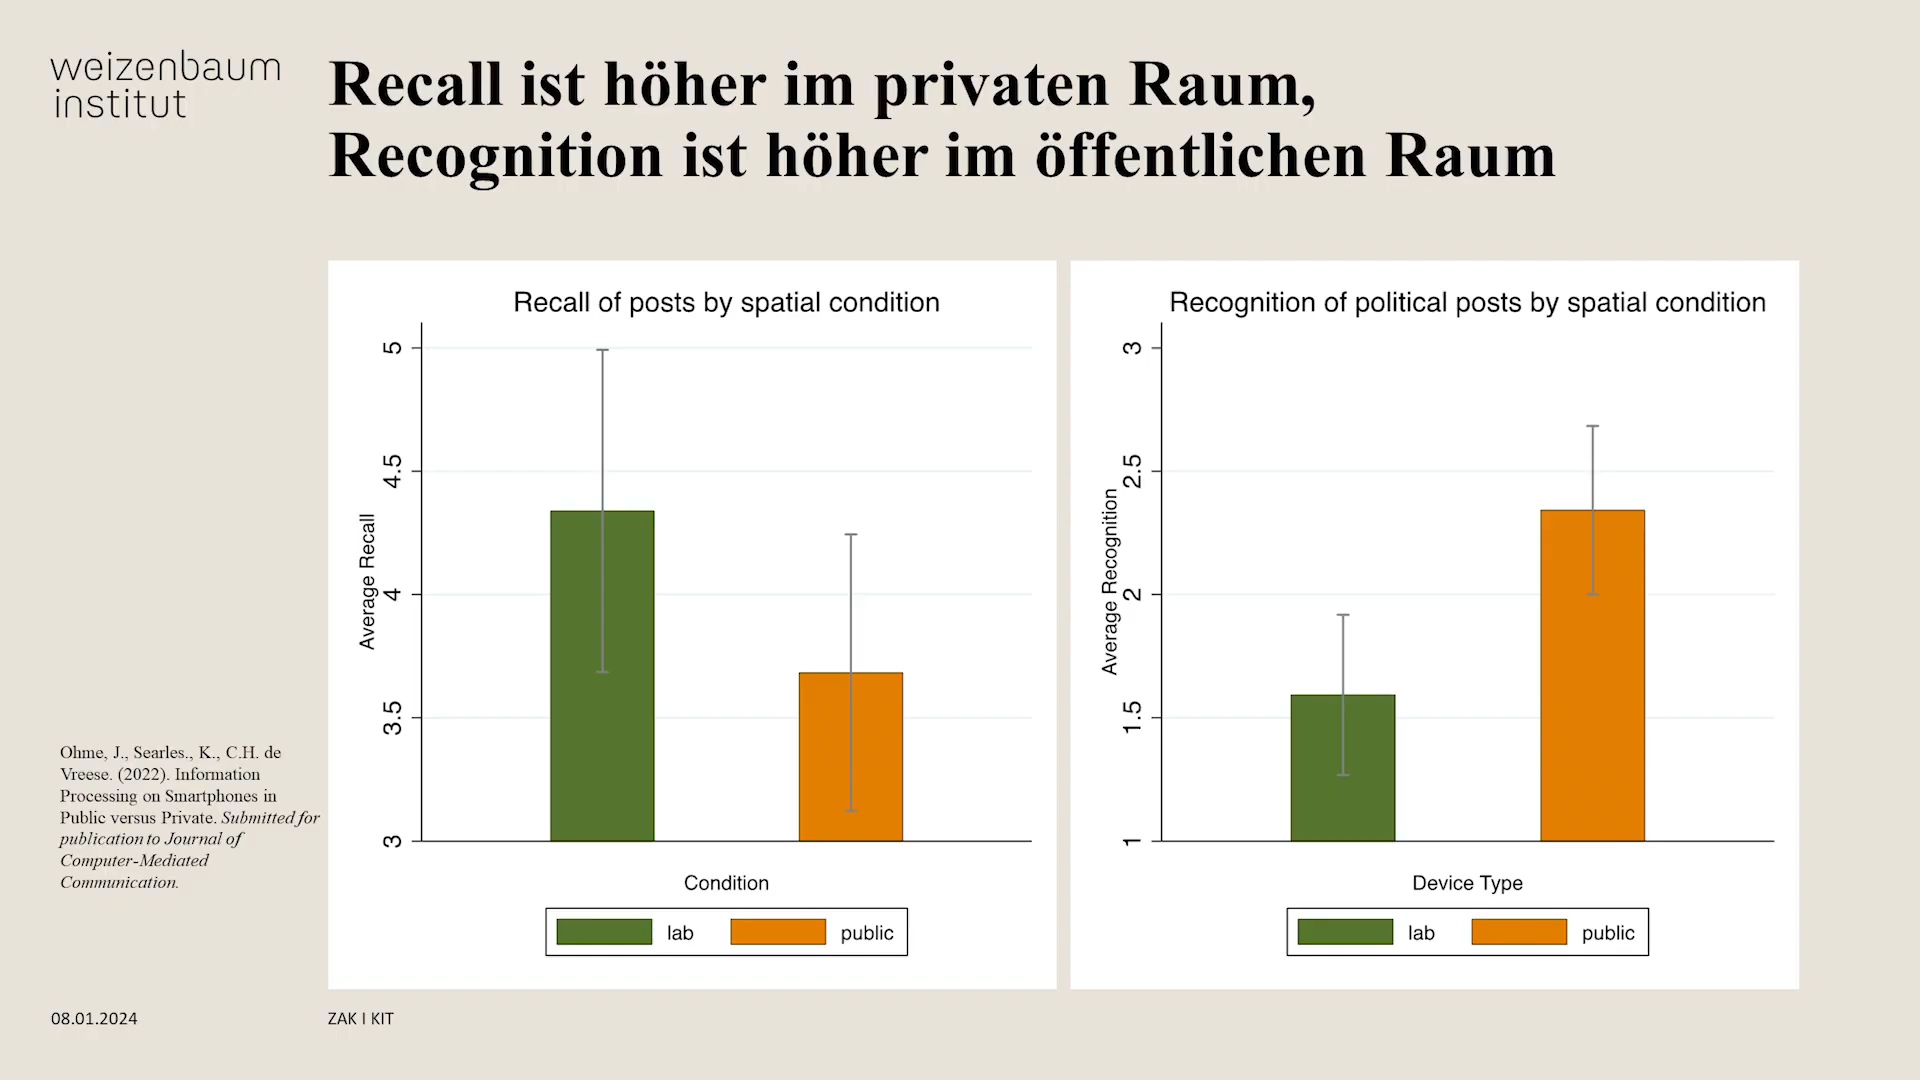 weizenbaum
institut
Recall ist höher im privaten Raum,
Recognition ist höher im öffentlichen Raum
Recall of posts by spatial condition
Average Recall
5
4.5
4
3.5
3
Condition
lab
public
Recognition of political posts by spatial condition
Average Recognition
3
2.5
2
1.5
1
Device Type
lab
public
Ohme, J., Searles., K., C.H. de
Vreese. (2022). Information
Processing on Smartphones in
Public versus Private. Submitted for
publication to Journal of
Computer-Mediated
Communication.
08.01.2024
ZAK I KIT